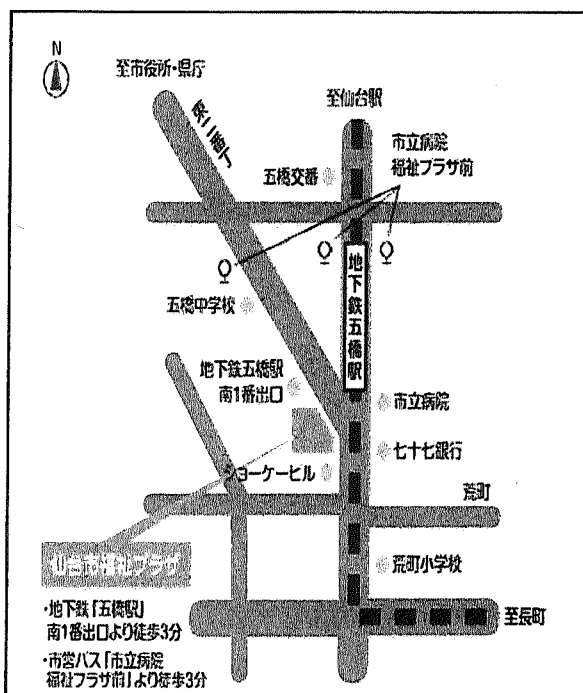 N
至市役所・県庁
東二番丁
至仙台駅
五橋交番
市立病院
福祉プラザ前
地下鉄五橋駅
五橋中学校
地下鉄五橋駅
南1番出口
市立病院
七十七銀行
ショーケービル
荒町
仙台市福祉プラザ
荒町小学校
・地下鉄「五橋駅」
南1番出口より徒歩3分
至長町
・市営バス「市立病院
福祉プラザ前」より徒歩3分